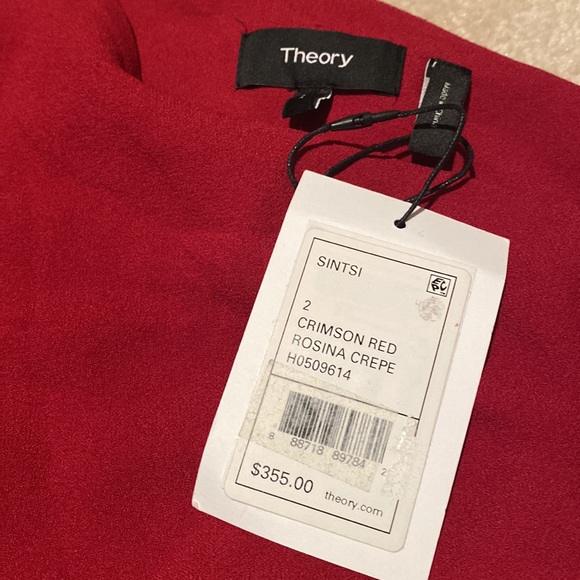 Theory
SINTSI
2
CRIMSON RED
ROSINA CREPE
H0509614
8 88718 89784 2
$355.00
theory.com